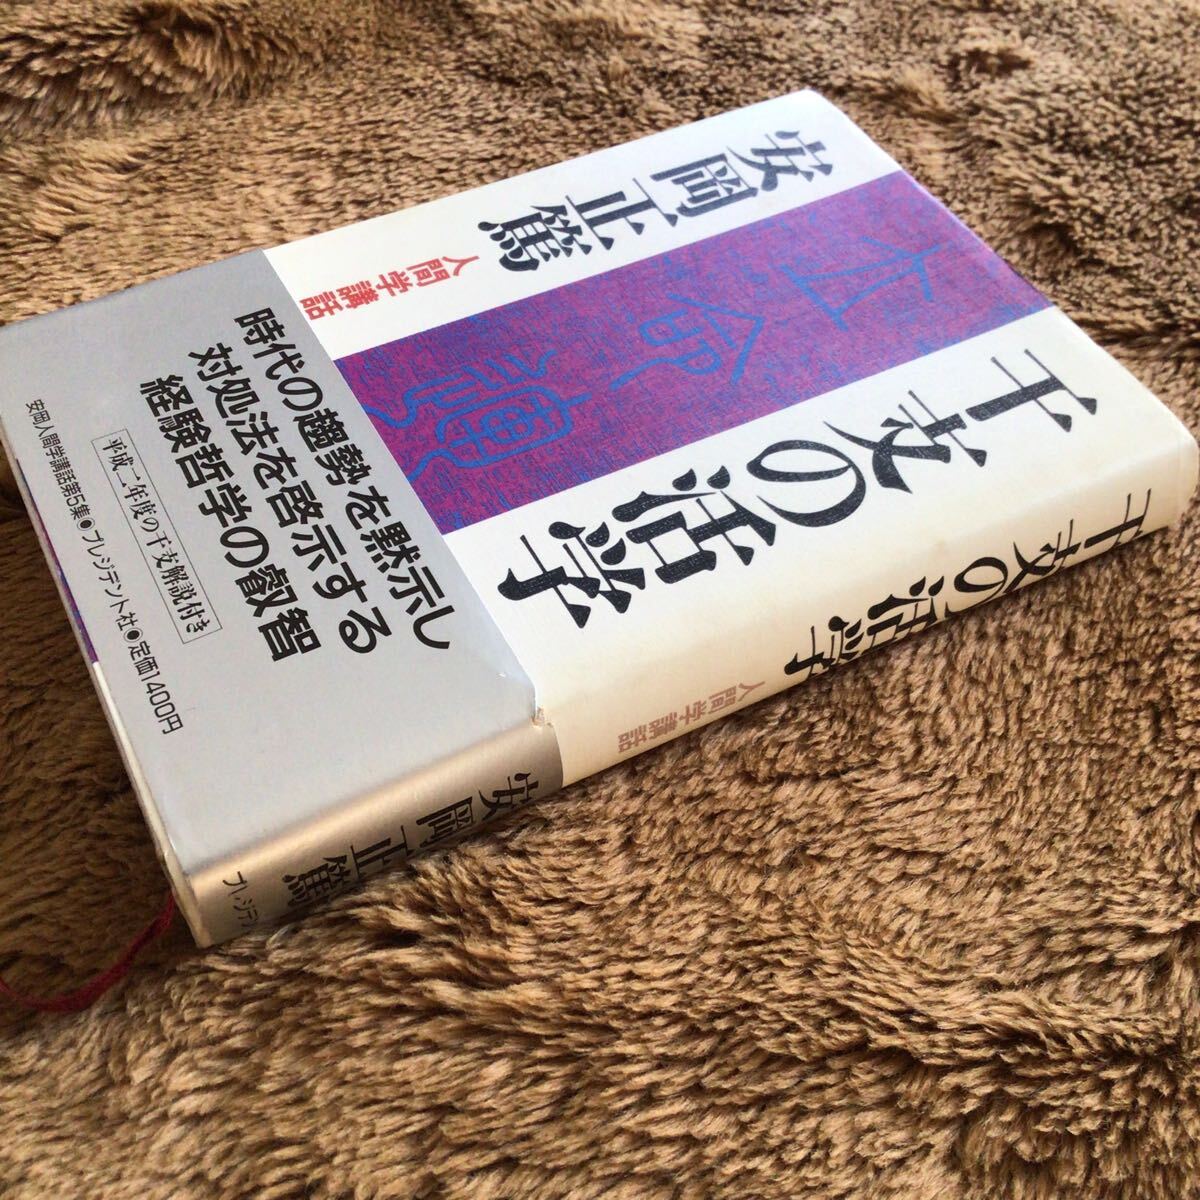 干支の活学
安岡正篤
人間学講話
立命
時代の趨勢を黙示し
対処法を啓示する
経験哲学の叡智
平成二年度の干支解説付き
安岡人間学講話第5集●プレジデント社●定価1400円
干支の活学
人間学講話
安岡正篤
プレジデン